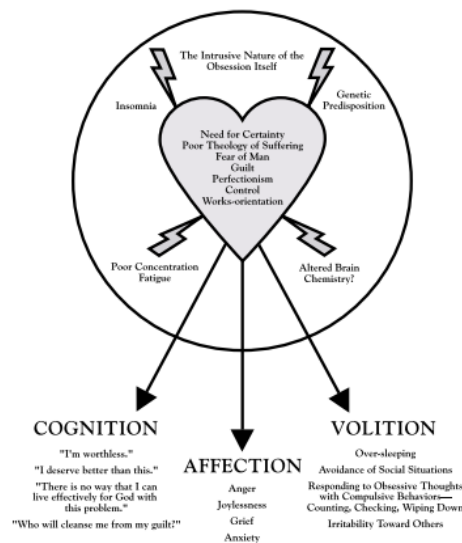 The Intrusive Nature of the
Obsession Itself
Insomnia
Genetic
Predisposition
Need for Certainty
Poor Theology of Suffering
Fear of Man
Guilt
Perfectionism
Control
Works-orientation
Poor Concentration
Fatigue
Altered Brain
Chemistry?
COGNITION
"I'm worthless."
"I deserve better than this."
"There is no way that I can
live effectively for God with
this problem."
"Who will cleanse me from my guilt?"
AFFECTION
Anger
Joylessness
Grief
Anxiety
VOLITION
Over-sleeping
Avoidance of Social Situations
Responding to Obsessive Thoughts
with Compulsive Behaviors—
Counting, Checking, Wiping Down
Irritability Toward Others